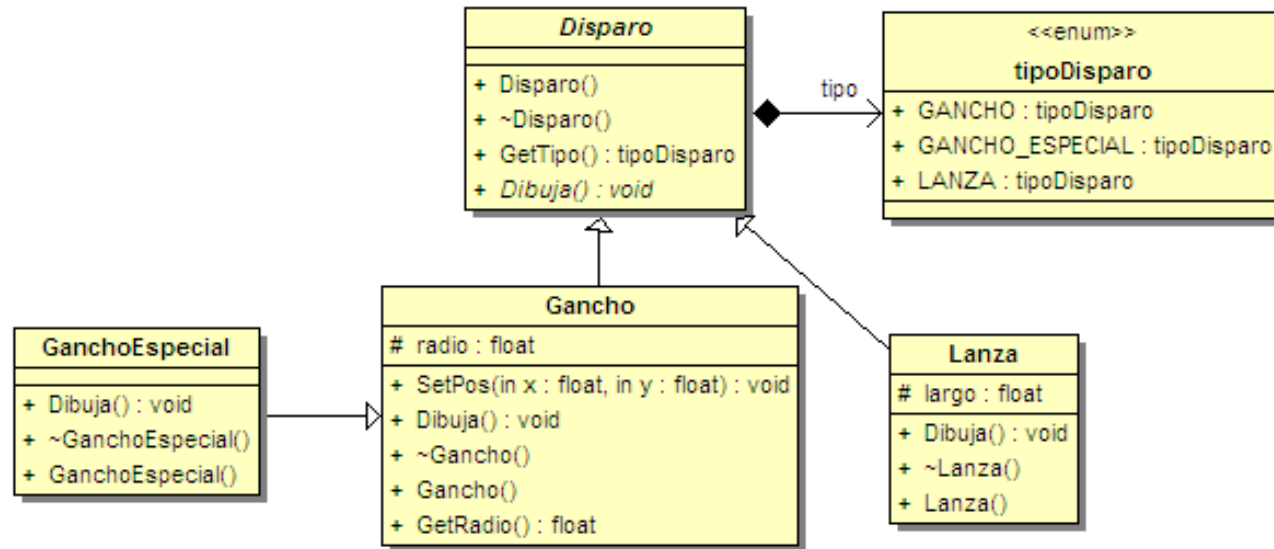 Disparo
+ Disparo()
+ ~Disparo()
+ GetTipo() : tipoDisparo
+ Dibuja() : void
tipo
<<enum>>
tipoDisparo
+ GANCHO : tipoDisparo
+ GANCHO_ESPECIAL : tipoDisparo
+ LANZA : tipoDisparo
GanchoEspecial
+ Dibuja() : void
+ ~GanchoEspecial()
+ GanchoEspecial()
Gancho
# radio : float
+ SetPos(in x : float, in y : float) : void
+ Dibuja() : void
+ ~Gancho()
+ Gancho()
+ GetRadio() : float
Lanza
# largo : float
+ Dibuja() : void
+ ~Lanza()
+ Lanza()